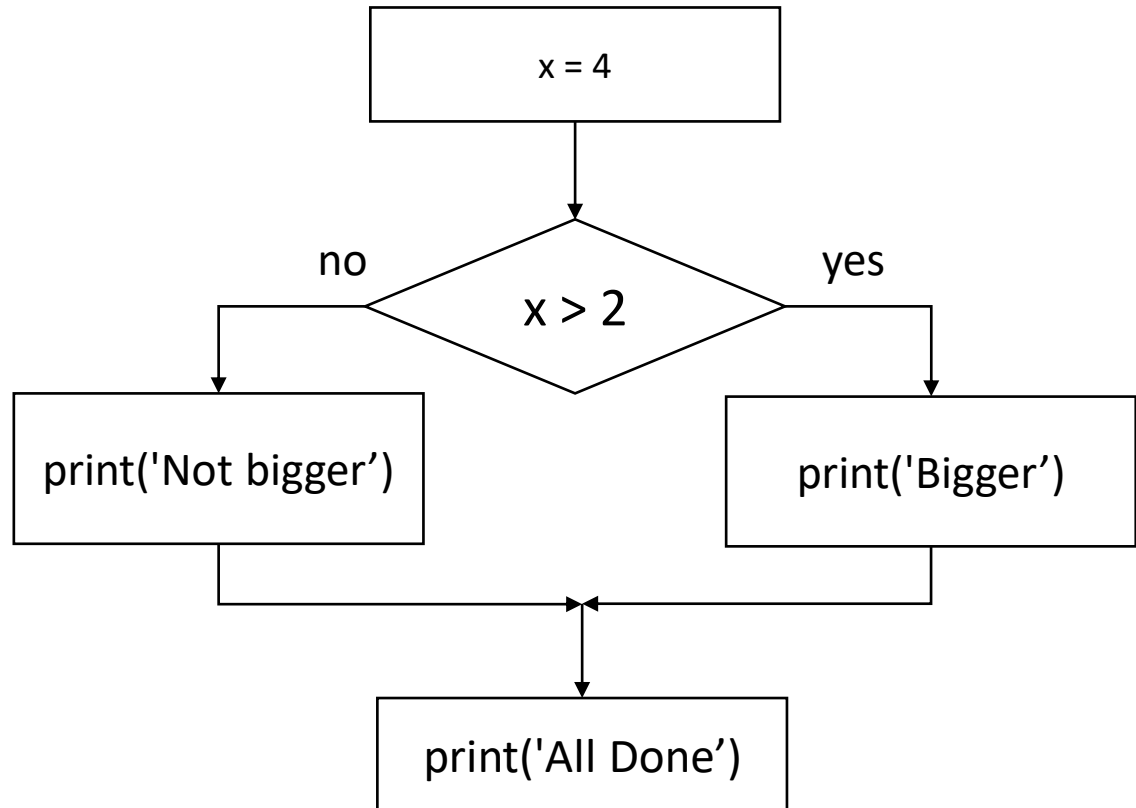 x = 4
no
yes
x > 2
print('Not bigger’)
print('Bigger’)
print('All Done’)